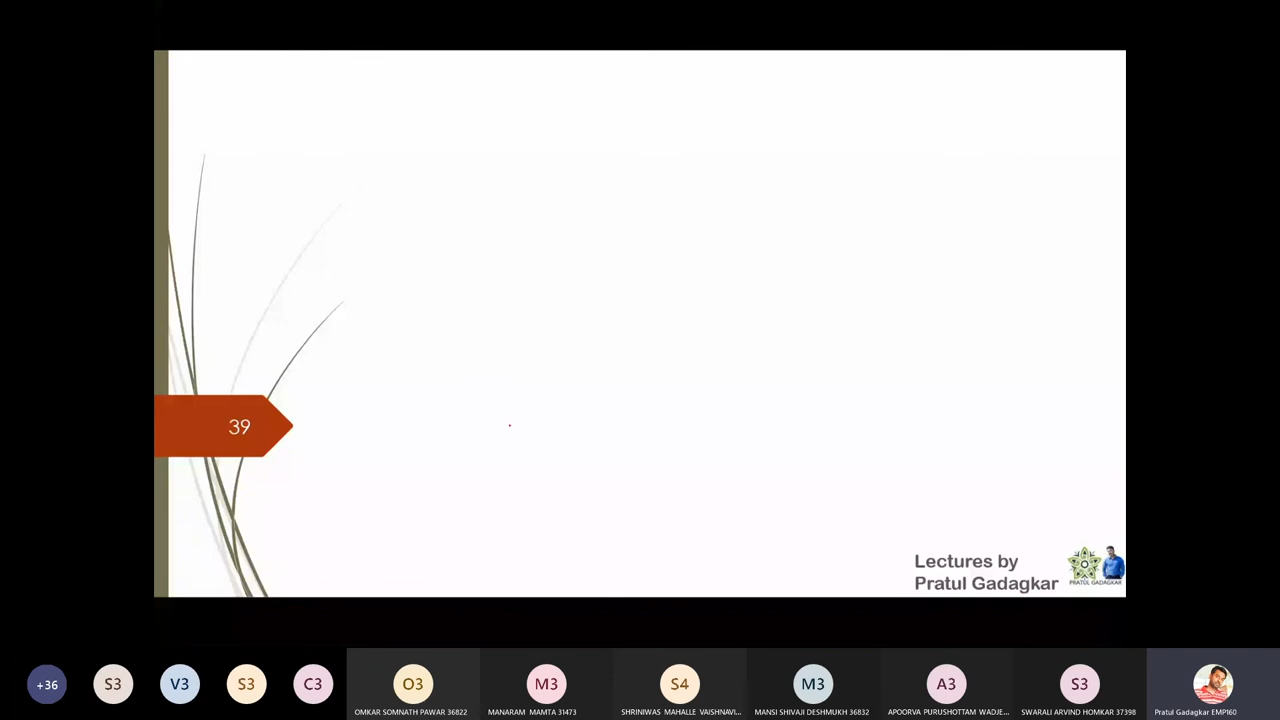 39
Lectures by
Pratul Gadagkar
PRATUL GADAGKAR
+36
S3
V3
S3
C3
O3
M3
S4
M3
A3
S3
OMKAR SOMNATH PAWAR 36822
MANARAM MAMTA 31473
SHRINIWAS MAHALLE VAISHNAVI...
MANSI SHIVAJI DESHMUKH 36832
APOORVA PURUSHOTTAM WADJE...
SWARALI ARVIND HOMKAR 37398
Pratul Gadagkar EMP160